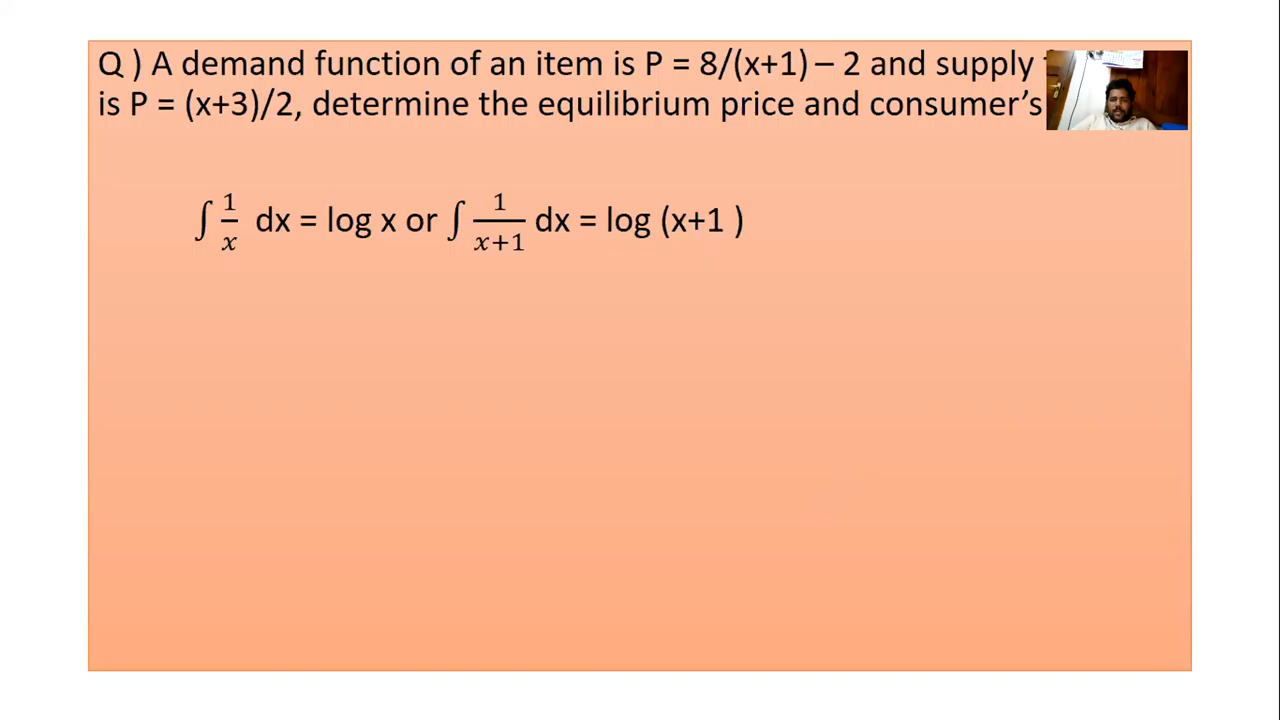 Q ) A demand function of an item is P = 8/(x+1) – 2 and supply
is P = (x+3)/2, determine the equilibrium price and consumer’s
∫ 1/x dx = log x or ∫ 1/(x+1) dx = log (x+1 )